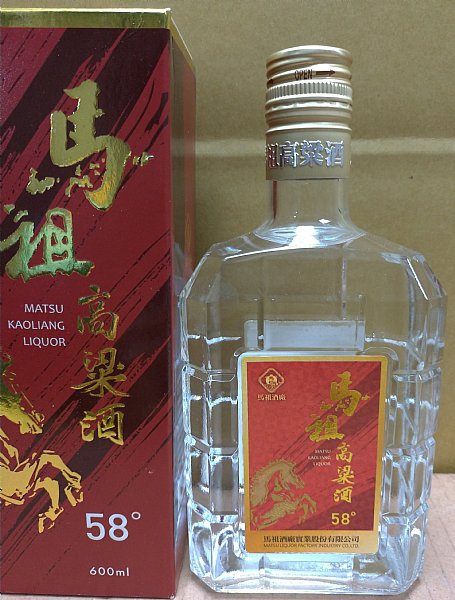 馬祖
MATSU
KAOLIANG
LIQUOR
高粱酒
58°
600ml
OPEN
祖高粱酒
馬祖酒廠
馬祖
MATSU
KAOLIANG
LIQUOR
高粱酒
58°
馬祖酒廠實業股份有限公司
MATSU LIQUOR FACTORY INDUSTRY CO.,LTD.